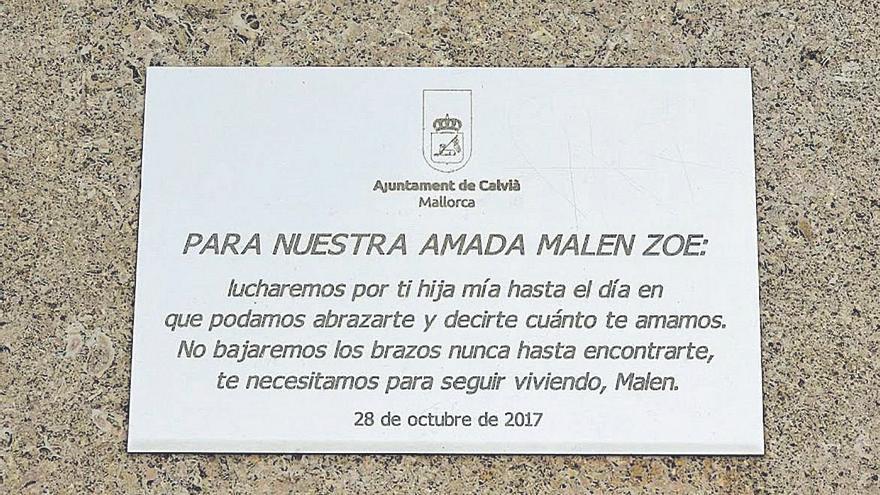 Ajuntament de Calvià
Mallorca
PARA NUESTRA AMADA MALEN ZOE:
lucharemos por ti hija mía hasta el día en
que podamos abrazarte y decirte cuánto te amamos.
No bajaremos los brazos nunca hasta encontrarte,
te necesitamos para seguir viviendo, Malen.
28 de octubre de 2017